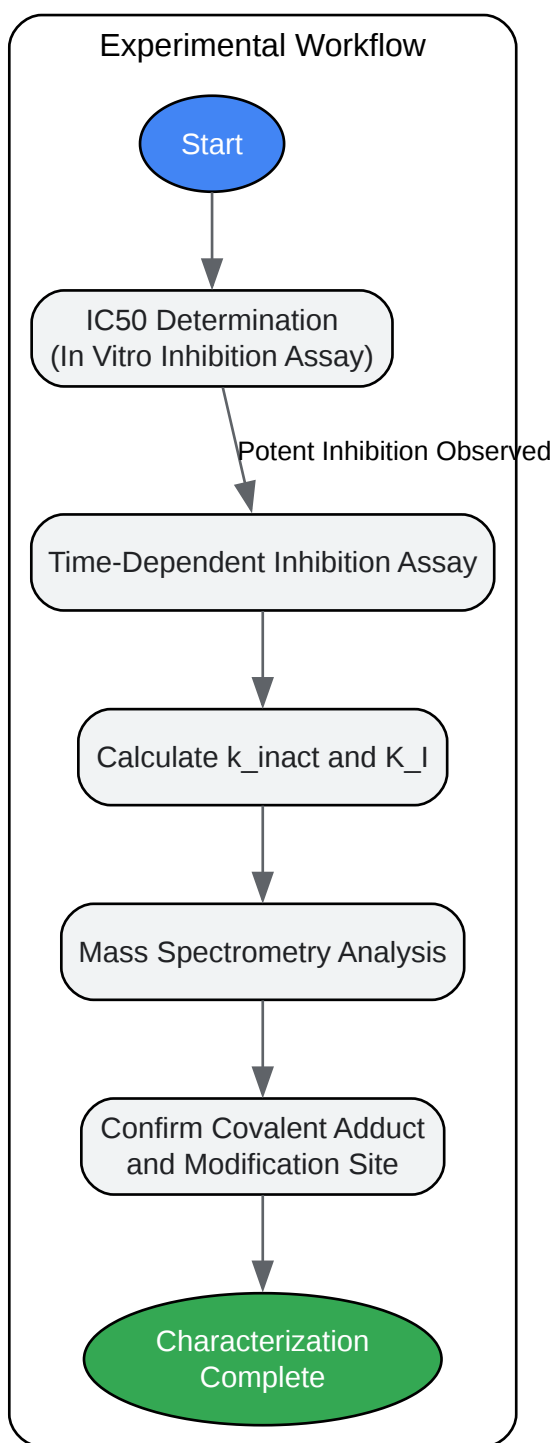 Experimental Workflow
Start
IC50 Determination
(In Vitro Inhibition Assay)
Potent Inhibition Observed
Time-Dependent Inhibition Assay
Calculate k_inact and K_I
Mass Spectrometry Analysis
Confirm Covalent Adduct
and Modification Site
Characterization
Complete